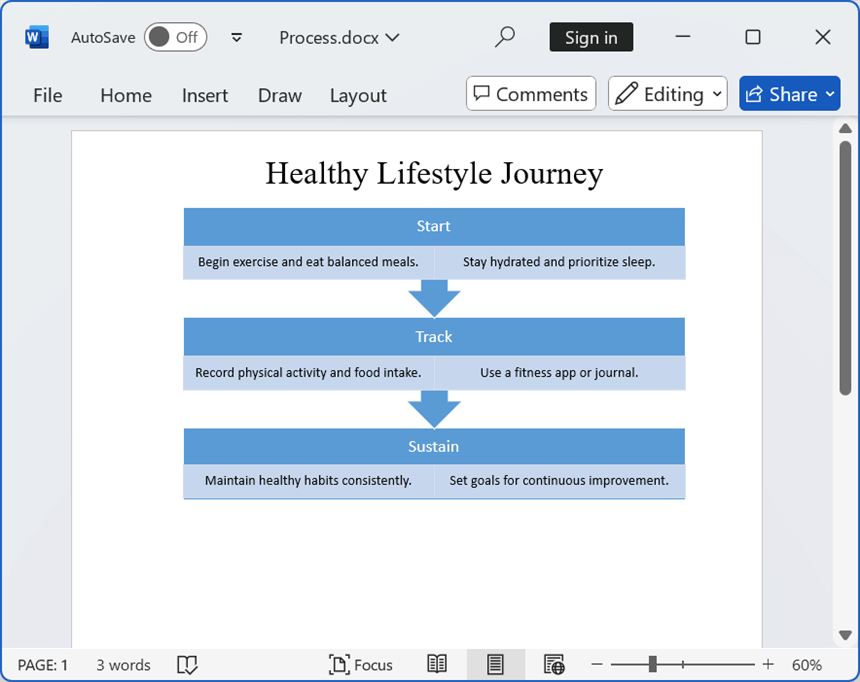 W AutoSave Off Process.docx Sign in
File Home Insert Draw Layout Comments Editing Share
Healthy Lifestyle Journey
Start
Begin exercise and eat balanced meals. Stay hydrated and prioritize sleep.
Track
Record physical activity and food intake. Use a fitness app or journal.
Sustain
Maintain healthy habits consistently. Set goals for continuous improvement.
PAGE: 1 3 words Focus 60%